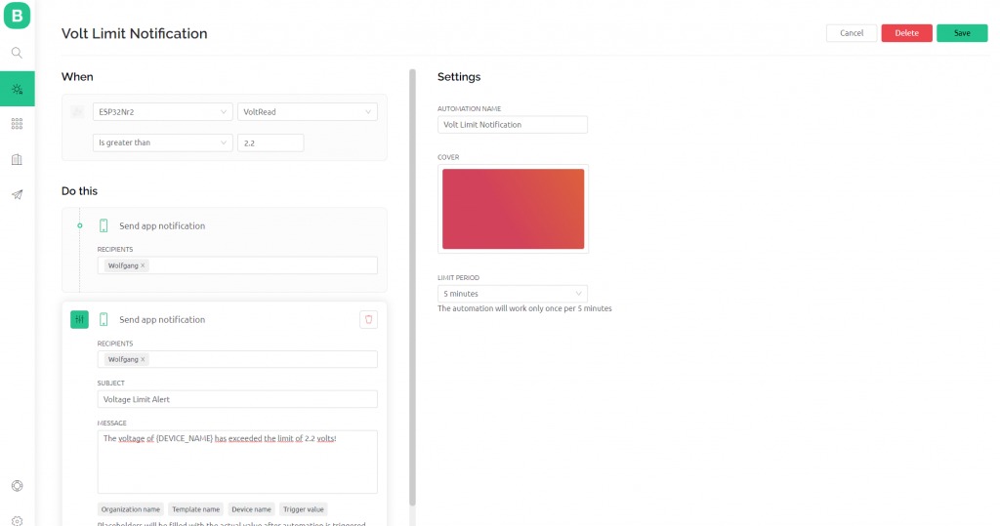 B
Volt Limit Notification
Cancel
Delete
Save
When
ESP32Nr2
VoltRead
Is greater than
2.2
Do this
Send app notification
RECIPIENTS
Wolfgang ×
Send app notification
RECIPIENTS
Wolfgang ×
SUBJECT
Voltage Limit Alert
MESSAGE
The voltage of {DEVICE_NAME} has exceeded the limit of 2.2 volts!
Organization name
Template name
Device name
Trigger value
Placeholders will be filled with the actual value after automation is triggered
Settings
AUTOMATION NAME
Volt Limit Notification
COVER
LIMIT PERIOD
5 minutes
The automation will work only once per 5 minutes